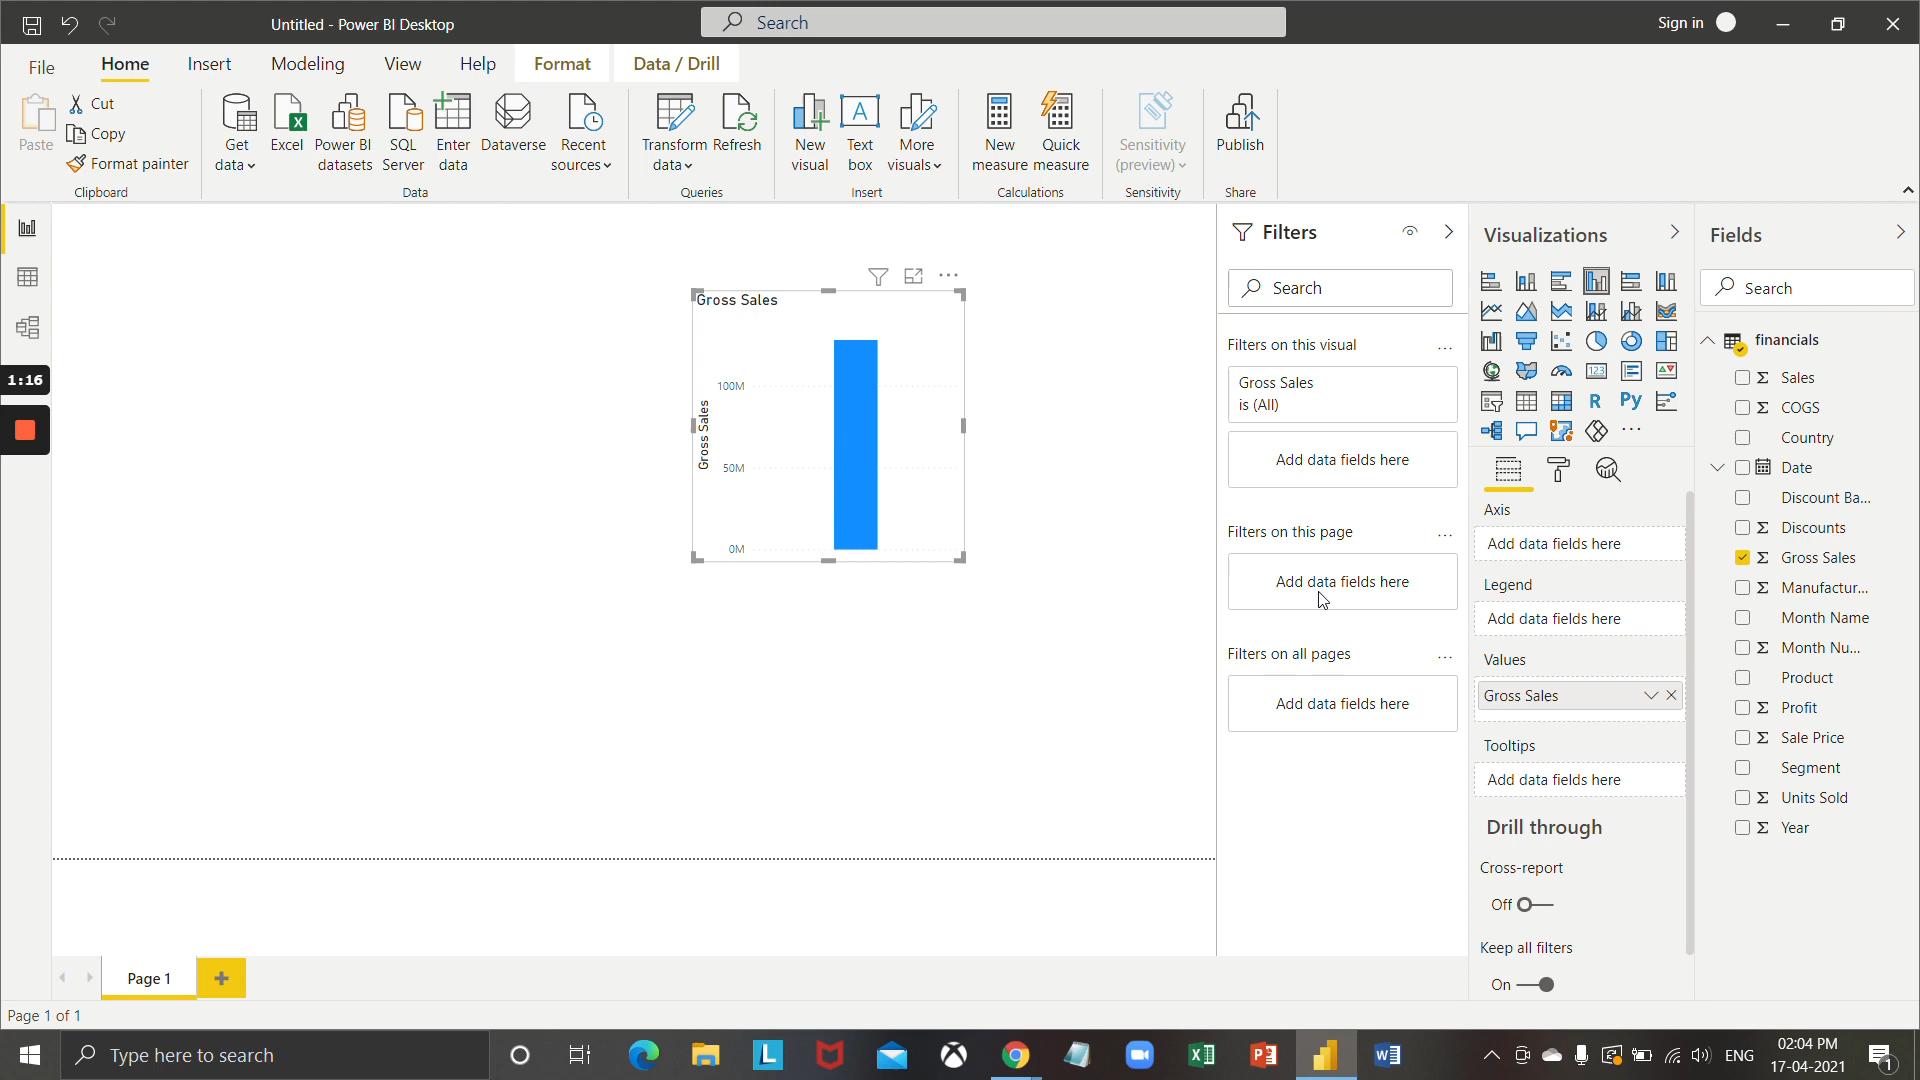 Untitled - Power BI Desktop
Search
Sign in
File
Home
Insert
Modeling
View
Help
Format
Data / Drill
Paste
Cut
Copy
Format painter
Clipboard
Get data
Excel
Power BI datasets
SQL Server
Enter data
Dataverse
Recent sources
Data
Transform data
Refresh
Queries
New visual
Text box
More visuals
Insert
New measure
Quick measure
Calculations
Sensitivity (preview)
Sensitivity
Publish
Share
1:16
Gross Sales
100M
50M
0M
Gross Sales
Filters
Search
Filters on this visual
...
Gross Sales
is (All)
Add data fields here
Filters on this page
...
Add data fields here
Filters on all pages
...
Add data fields here
Visualizations
123
R
Py
...
Axis
Add data fields here
Legend
Add data fields here
Values
Gross Sales
Tooltips
Add data fields here
Drill through
Cross-report
Off
Keep all filters
On
Fields
Search
financials
Σ Sales
Σ COGS
Country
Date
Discount Ba...
Σ Discounts
Σ Gross Sales
Σ Manufactur...
Month Name
Σ Month Nu...
Product
Σ Profit
Σ Sale Price
Segment
Σ Units Sold
Σ Year
Page 1
Page 1 of 1
Type here to search
ENG
02:04 PM
17-04-2021
1